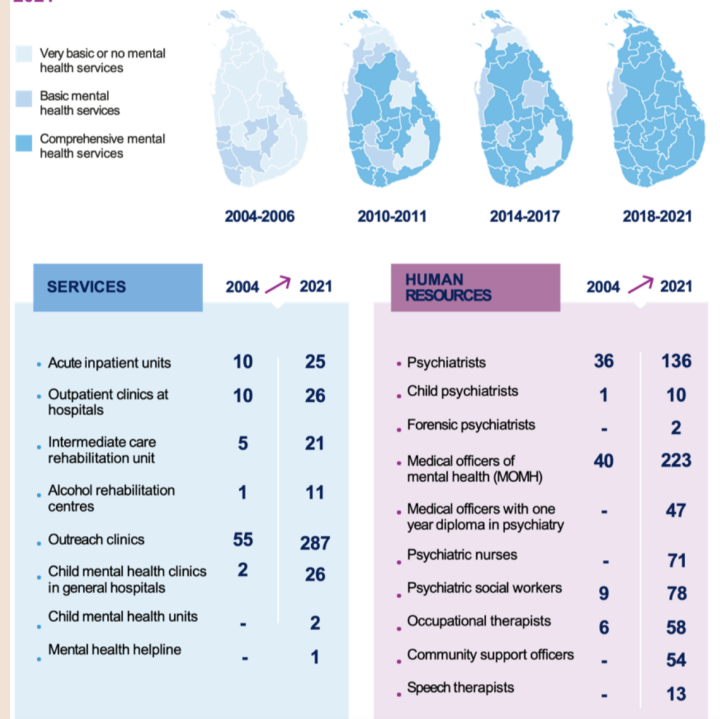 Very basic or no mental
health services
Basic mental
health services
Comprehensive mental
health services
2004-2006
2010-2011
2014-2017
2018-2021
SERVICES 2004 2021
• Acute inpatient units 10 25
• Outpatient clinics at
hospitals 10 26
• Intermediate care
rehabilitation unit 5 21
• Alcohol rehabilitation
centres 1 11
• Outreach clinics 55 287
• Child mental health clinics
in general hospitals 2 26
• Child mental health units - 2
• Mental health helpline - 1
HUMAN
RESOURCES 2004 2021
• Psychiatrists 36 136
• Child psychiatrists 1 10
• Forensic psychiatrists - 2
• Medical officers of
mental health (MOMH) 40 223
• Medical officers with one
year diploma in psychiatry - 47
• Psychiatric nurses - 71
• Psychiatric social workers 9 78
• Occupational therapists 6 58
• Community support officers - 54
• Speech therapists - 13